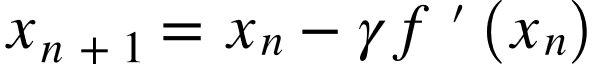 xₙ ₊ ₁ = xₙ − γf ′ (xₙ)